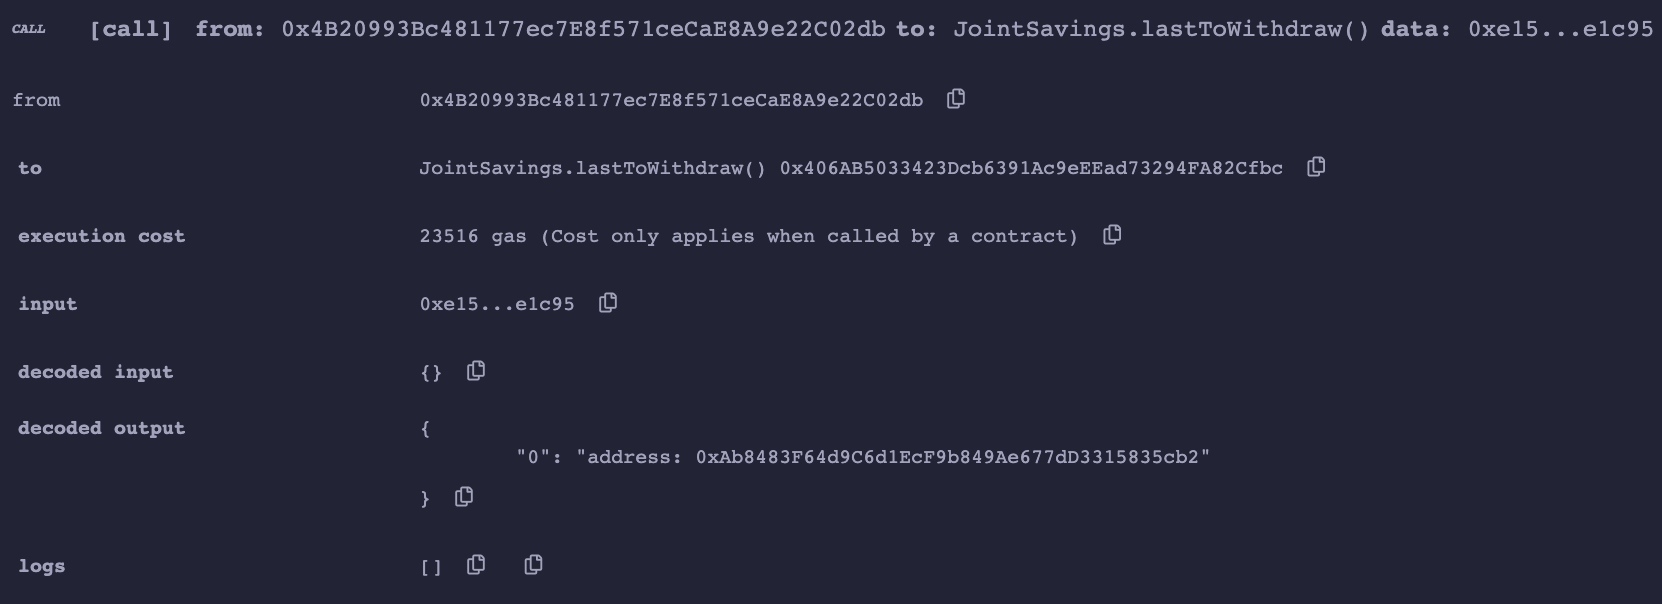 CALL [call] from: 0x4B20993Bc481177ec7E8f571ceCaE8A9e22C02db to: JointSavings.lastToWithdraw() data: 0xe15...e1c95
from 0x4B20993Bc481177ec7E8f571ceCaE8A9e22C02db
to JointSavings.lastToWithdraw() 0x406AB5033423Dcb6391Ac9eEEad73294FA82Cfbc
execution cost 23516 gas (Cost only applies when called by a contract)
input 0xe15...e1c95
decoded input {}
decoded output {
"0": "address: 0xAb8483F64d9C6d1EcF9b849Ae677dD3315835cb2"
}
logs []